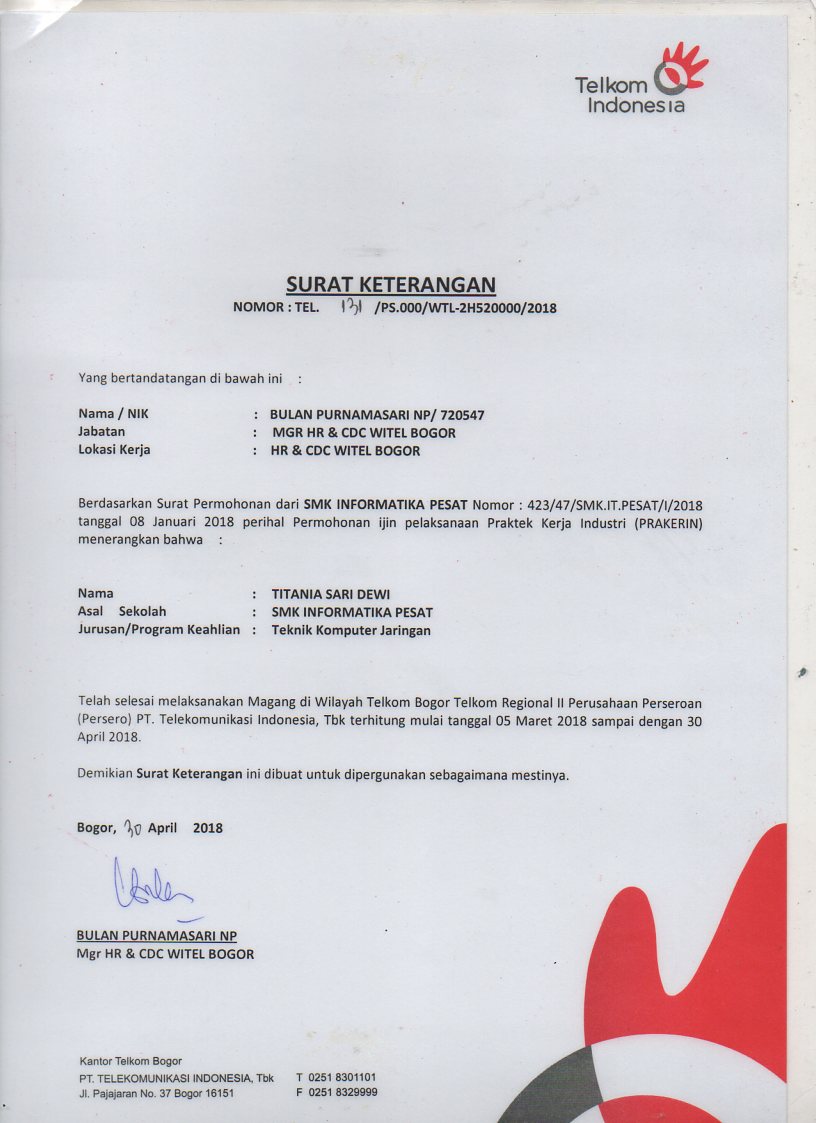 Telkom
Indonesia
SURAT KETERANGAN
NOMOR : TEL. 131 /PS.000/WTL-2H520000/2018
Yang bertandatangan di bawah ini :
Nama / NIK : BULAN PURNAMASARI NP/ 720547
Jabatan : MGR HR & CDC WITEL BOGOR
Lokasi Kerja : HR & CDC WITEL BOGOR
Berdasarkan Surat Permohonan dari SMK INFORMATIKA PESAT Nomor : 423/47/SMK.IT.PESAT/I/2018
tanggal 08 Januari 2018 perihal Permohonan ijin pelaksanaan Praktek Kerja Industri (PRAKERIN)
menerangkan bahwa :
Nama : TITANIA SARI DEWI
Asal Sekolah : SMK INFORMATIKA PESAT
Jurusan/Program Keahlian : Teknik Komputer Jaringan
Telah selesai melaksanakan Magang di Wilayah Telkom Bogor Telkom Regional II Perusahaan Perseroan
(Persero) PT. Telekomunikasi Indonesia, Tbk terhitung mulai tanggal 05 Maret 2018 sampai dengan 30
April 2018.
Demikian Surat Keterangan ini dibuat untuk dipergunakan sebagaimana mestinya.
Bogor, 30 April 2018
BULAN PURNAMASARI NP
Mgr HR & CDC WITEL BOGOR
Kantor Telkom Bogor
PT. TELEKOMUNIKASI INDONESIA, Tbk T 0251 8301101
Jl. Pajajaran No. 37 Bogor 16151 F 0251 8329999